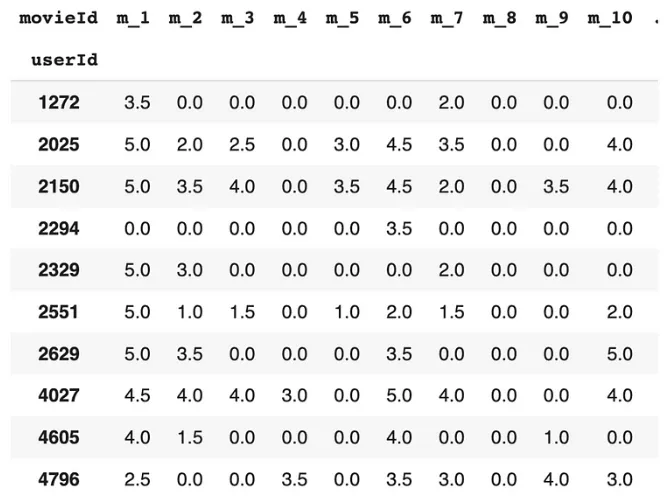 movieId m_1 m_2 m_3 m_4 m_5 m_6 m_7 m_8 m_9 m_10 .
userId
1272 3.5 0.0 0.0 0.0 0.0 0.0 2.0 0.0 0.0 0.0
2025 5.0 2.0 2.5 0.0 3.0 4.5 3.5 0.0 0.0 4.0
2150 5.0 3.5 4.0 0.0 3.5 4.5 2.0 0.0 3.5 4.0
2294 0.0 0.0 0.0 0.0 0.0 3.5 0.0 0.0 0.0 0.0
2329 5.0 3.0 0.0 0.0 0.0 0.0 2.0 0.0 0.0 0.0
2551 5.0 1.0 1.5 0.0 1.0 2.0 1.5 0.0 0.0 2.0
2629 5.0 3.5 0.0 0.0 0.0 3.5 0.0 0.0 0.0 5.0
4027 4.5 4.0 4.0 3.0 0.0 5.0 4.0 0.0 0.0 4.0
4605 4.0 1.5 0.0 0.0 0.0 4.0 0.0 0.0 1.0 0.0
4796 2.5 0.0 0.0 3.5 0.0 3.5 3.0 0.0 4.0 3.0